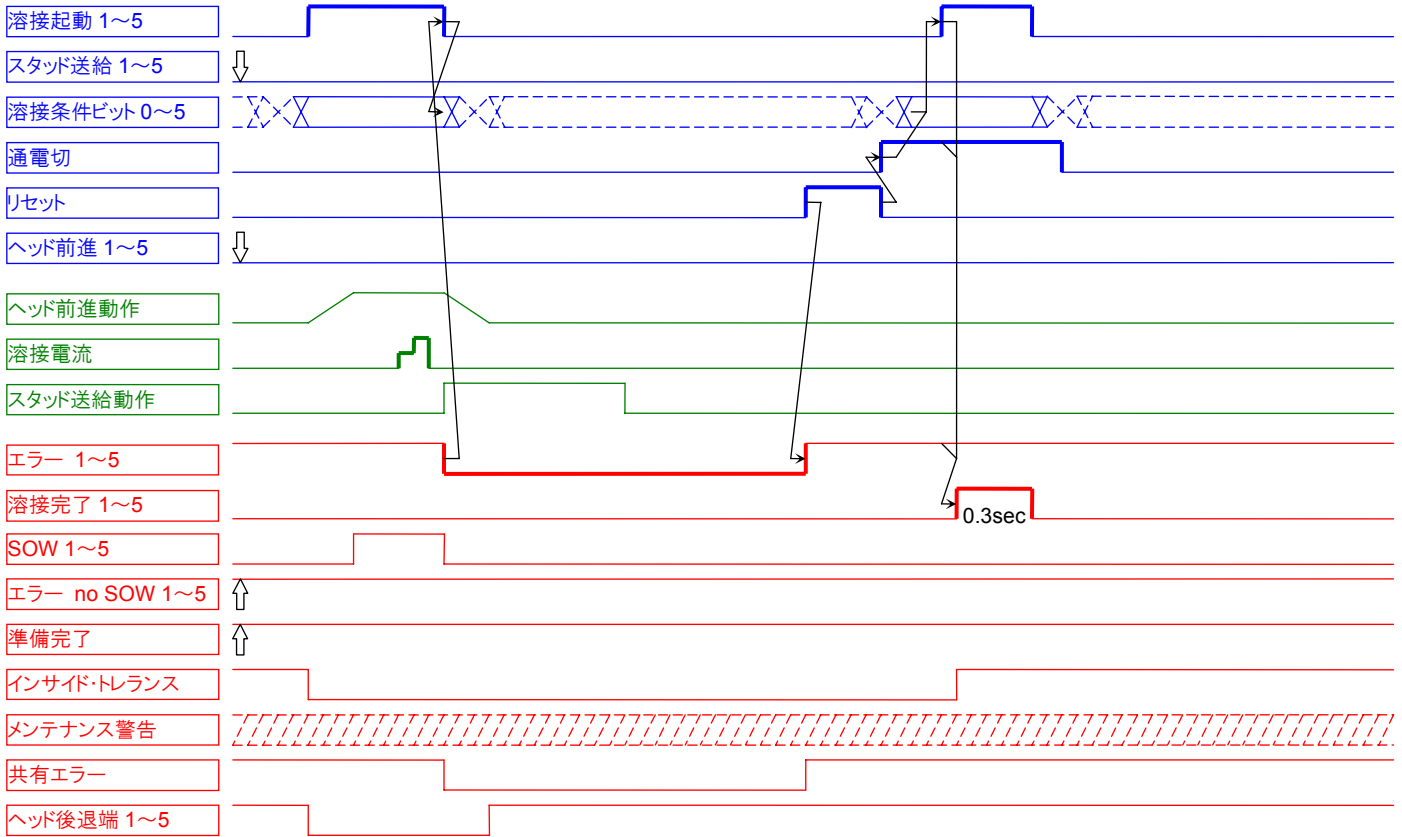 溶接起動 1～5
スタッド送給 1～5
溶接条件ビット 0～5
通電切
リセット
ヘッド前進 1～5
ヘッド前進動作
溶接電流
スタッド送給動作
エラー 1～5
溶接完了 1～5
0.3sec
SOW 1～5
エラー no SOW 1～5
準備完了
インサイド･トレランス
メンテナンス警告
共有エラー
ヘッド後退端 1～5